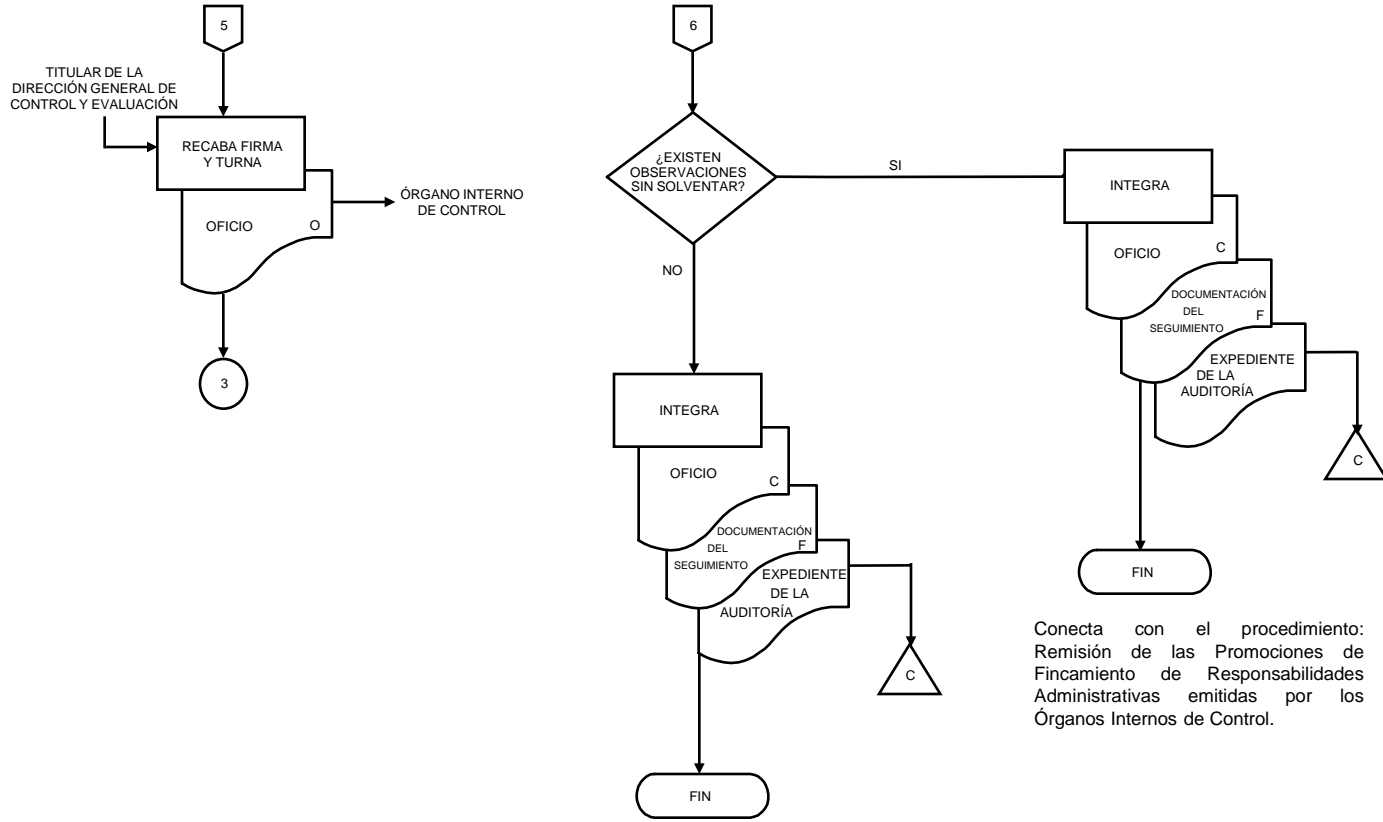 5
TITULAR DE LA
DIRECCIÓN GENERAL DE
CONTROL Y EVALUACIÓN
RECABA FIRMA
Y TURNA
OFICIO
O
ÓRGANO INTERNO
DE CONTROL
3
6
¿EXISTEN
OBSERVACIONES
SIN SOLVENTAR?
SI
NO
INTEGRA
OFICIO
C
DOCUMENTACIÓN
DEL
SEGUIMIENTO
F
EXPEDIENTE
DE LA
AUDITORÍA
C
FIN
INTEGRA
OFICIO
C
DOCUMENTACIÓN
DEL
SEGUIMIENTO
F
EXPEDIENTE
DE LA
AUDITORÍA
C
FIN
Conecta con el procedimiento:
Remisión de las Promociones de
Fincamiento de Responsabilidades
Administrativas emitidas por los
Órganos Internos de Control.